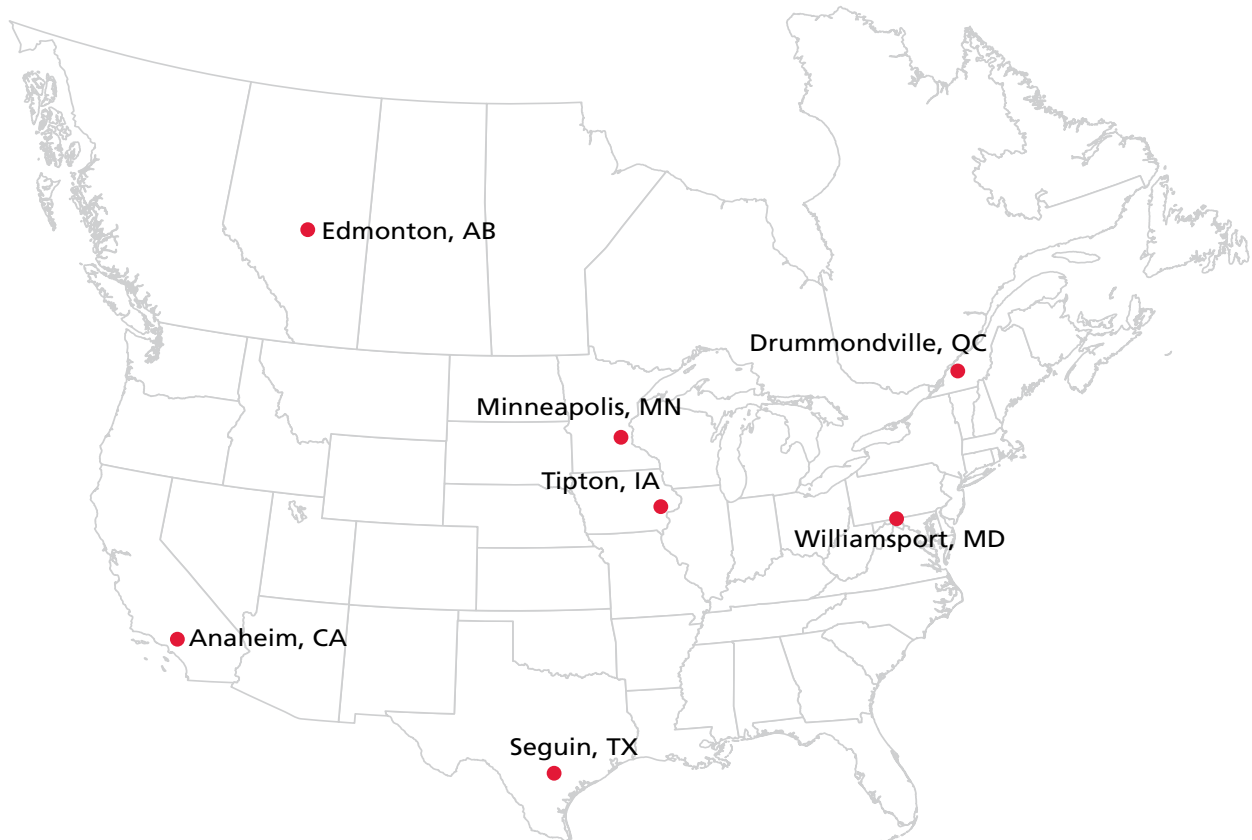 Edmonton, AB
Drummondville, QC
Minneapolis, MN
Tipton, IA
Williamsport, MD
Anaheim, CA
Seguin, TX